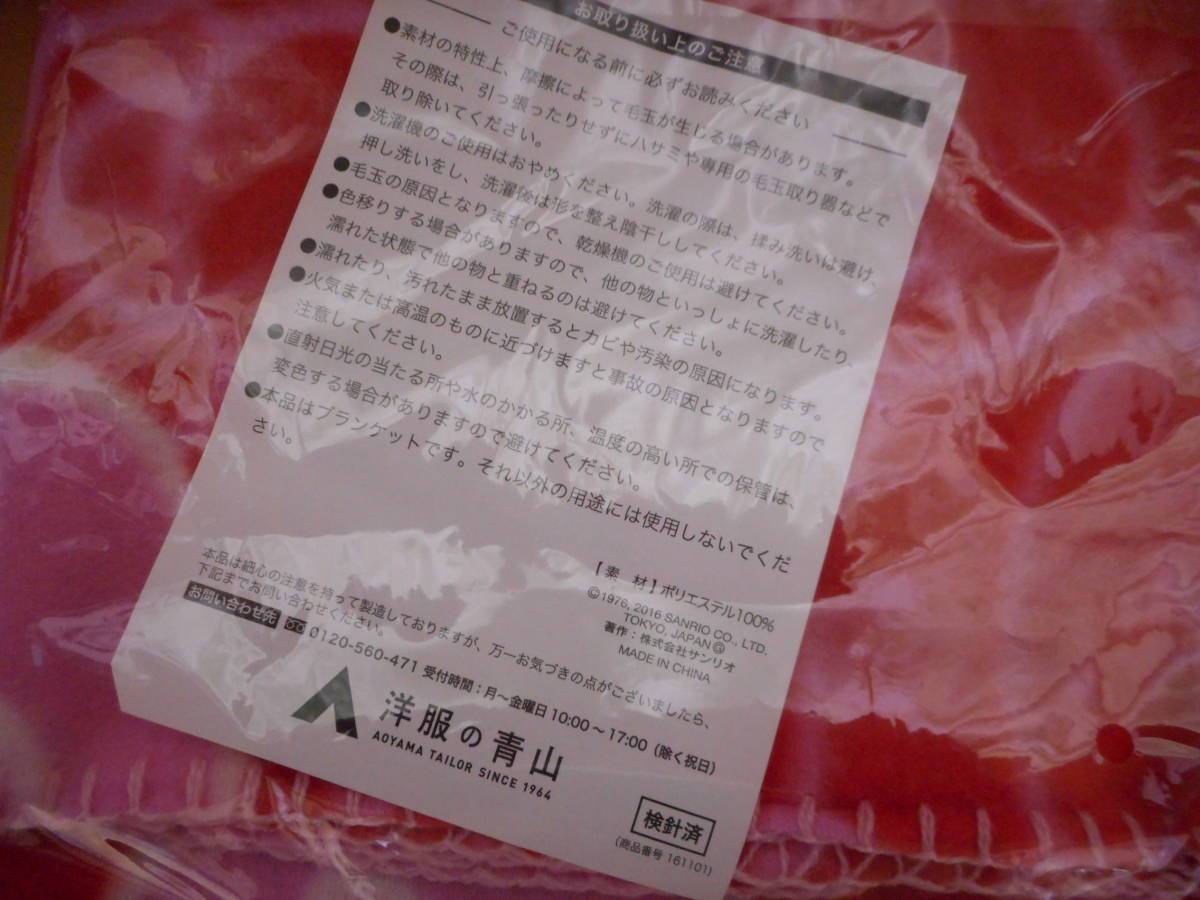 お取り扱い上のご注意
ご使用になる前に必ずお読みください
●素材の特性上、摩擦によって毛玉が生じる場合があります。
その際は、引っ張ったりせずにハサミや専用の毛玉取り器などで
取り除いてください。
●洗濯機のご使用はおやめください。洗濯の際は、揉み洗いは避け、
押し洗いをし、洗濯後は形を整え陰干ししてください。
●毛玉の原因となりますので、乾燥機のご使用は避けてください。
●色移りする場合がありますので、他の物といっしょに洗濯したり、
濡れた状態で他の物と重ねるのは避けてください。
●濡れたり、汚れたまま放置するとカビや汚染の原因になります。
●火気または高温のものに近づけますと事故の原因となりますので
注意してください。
●直射日光の当たる所や水のかかる所、温度の高い所での保管は、
変色する場合がありますので避けてください。
●本品はブランケットです。それ以外の用途には使用しないでくだ
さい。
【素 材】ポリエステル100%
©1976, 2016 SANRIO CO., LTD.
TOKYO, JAPAN Ⓛ
著作：株式会社サンリオ
MADE IN CHINA
本品は細心の注意を持って製造しておりますが、万一お気づきの点がございましたら、
下記までお問い合わせください。
お問い合わせ先 0120-560-471 受付時間：月～金曜日 10:00～17:00（除く祝日）
洋服の青山
AOYAMA TAILOR SINCE 1964
検針済
（商品番号 161101）